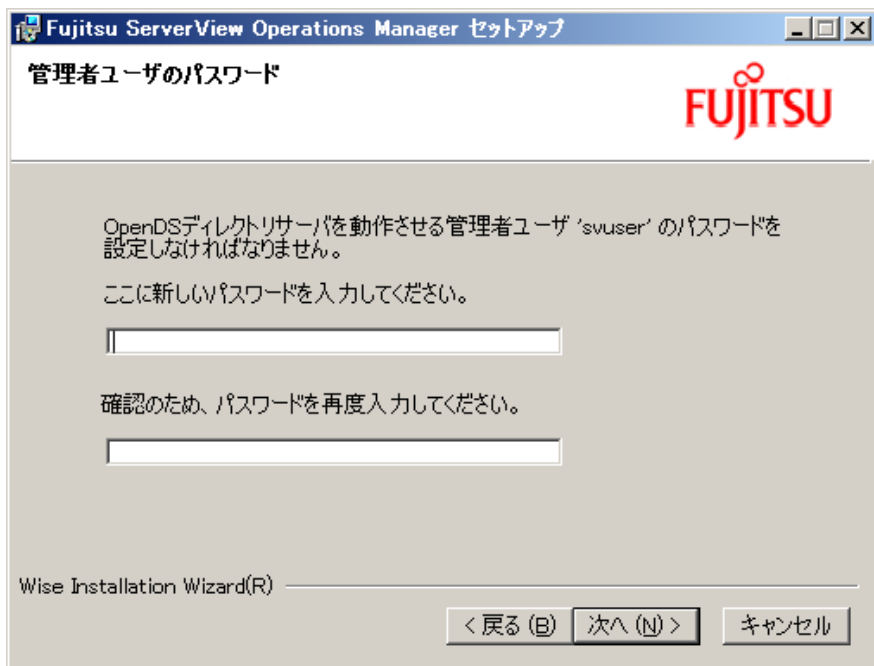 Fujitsu ServerView Operations Manager セットアップ
管理者ユーザのパスワード
FUJITSU
OpenDSディレクトリサーバを動作させる管理者ユーザ 'svuser' のパスワードを
設定しなければなりません。
ここに新しいパスワードを入力してください。
確認のため、パスワードを再度入力してください。
Wise Installation Wizard(R)
< 戻る (B) 次へ (N) > キャンセル